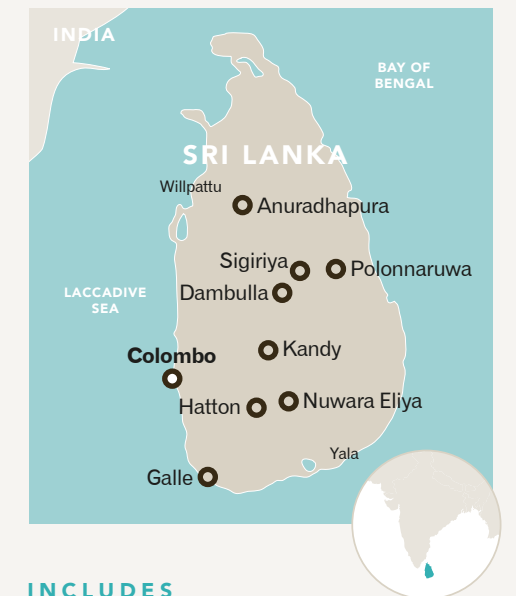 INDIA
BAY OF
BENGAL
SRI LANKA
Willpattu
Anuradhapura
Sigiriya
Polonnaruwa
Dambulla
LACCADIVE
SEA
Colombo
Kandy
Hatton
Nuwara Eliya
Yala
Galle
INCLUDES